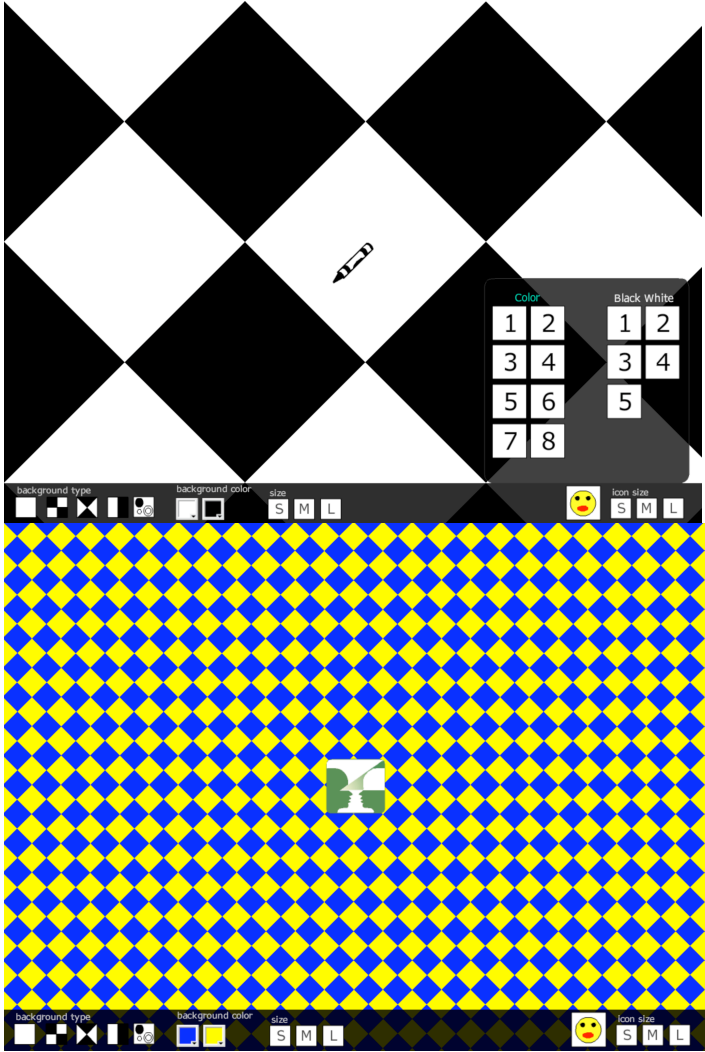 Color Black White
1 2 1 2
3 4 3 4
5 6 5
7 8
background type background color size icon size
S M L S M L
background type background color size icon size
S M L S M L